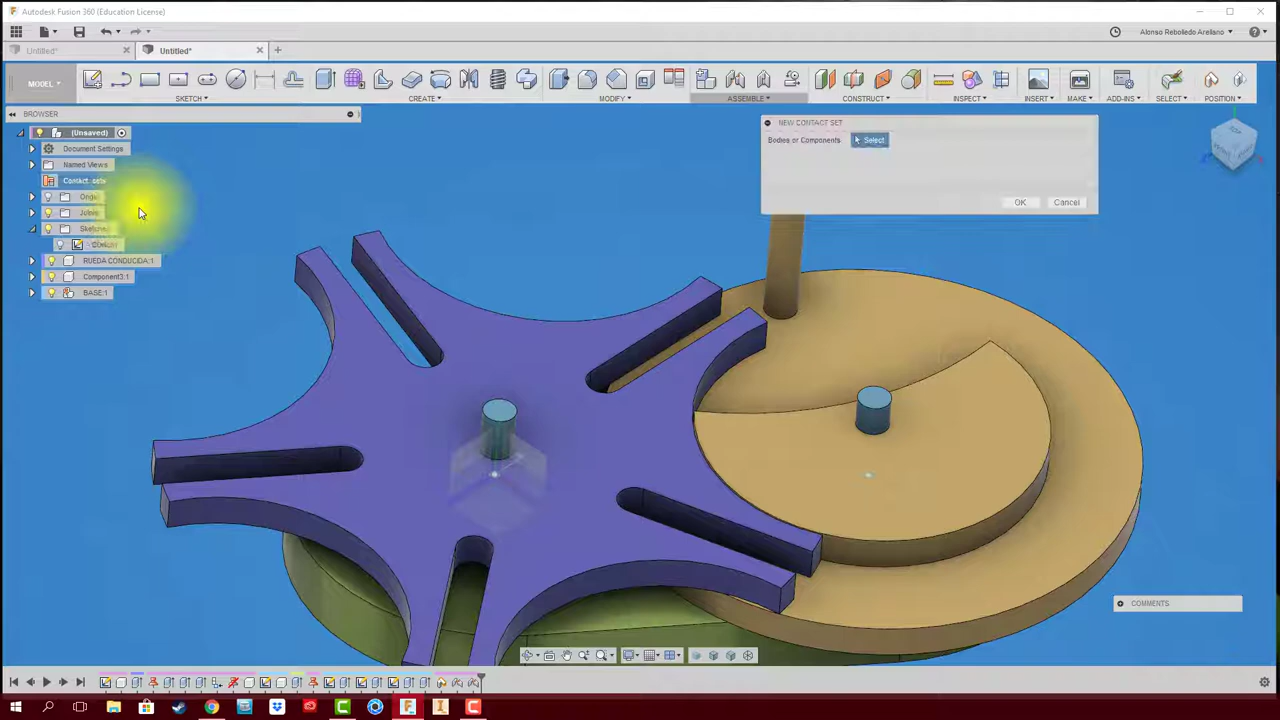 Autodesk Fusion 360 (Education License)
Alonso Rebolledo Arellano
Untitled*
Untitled*
MODEL
SKETCH
CREATE
MODIFY
ASSEMBLE
CONSTRUCT
INSPECT
INSERT
MAKE
ADD-INS
SELECT
POSITION
BROWSER
(Unsaved)
Document Settings
Named Views
Contact sets
Joints
RUEDA CONDUCIDA:1
Component3:1
BASE:1
NEW CONTACT SET
Bodies or Components
Select
OK
Cancel
COMMENTS